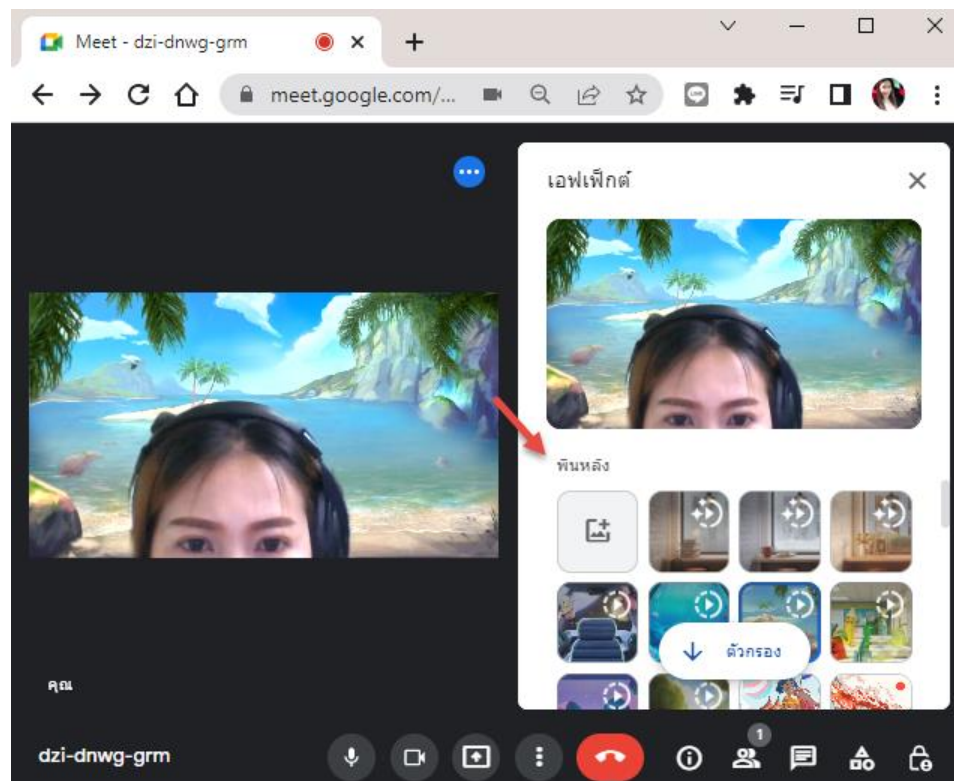 Meet - dzi-dnwg-grm
meet.google.com/...
LINE
เอฟเฟ็กต์
พื้นหลัง
ตัวกรอง
คุณ
dzi-dnwg-grm
1